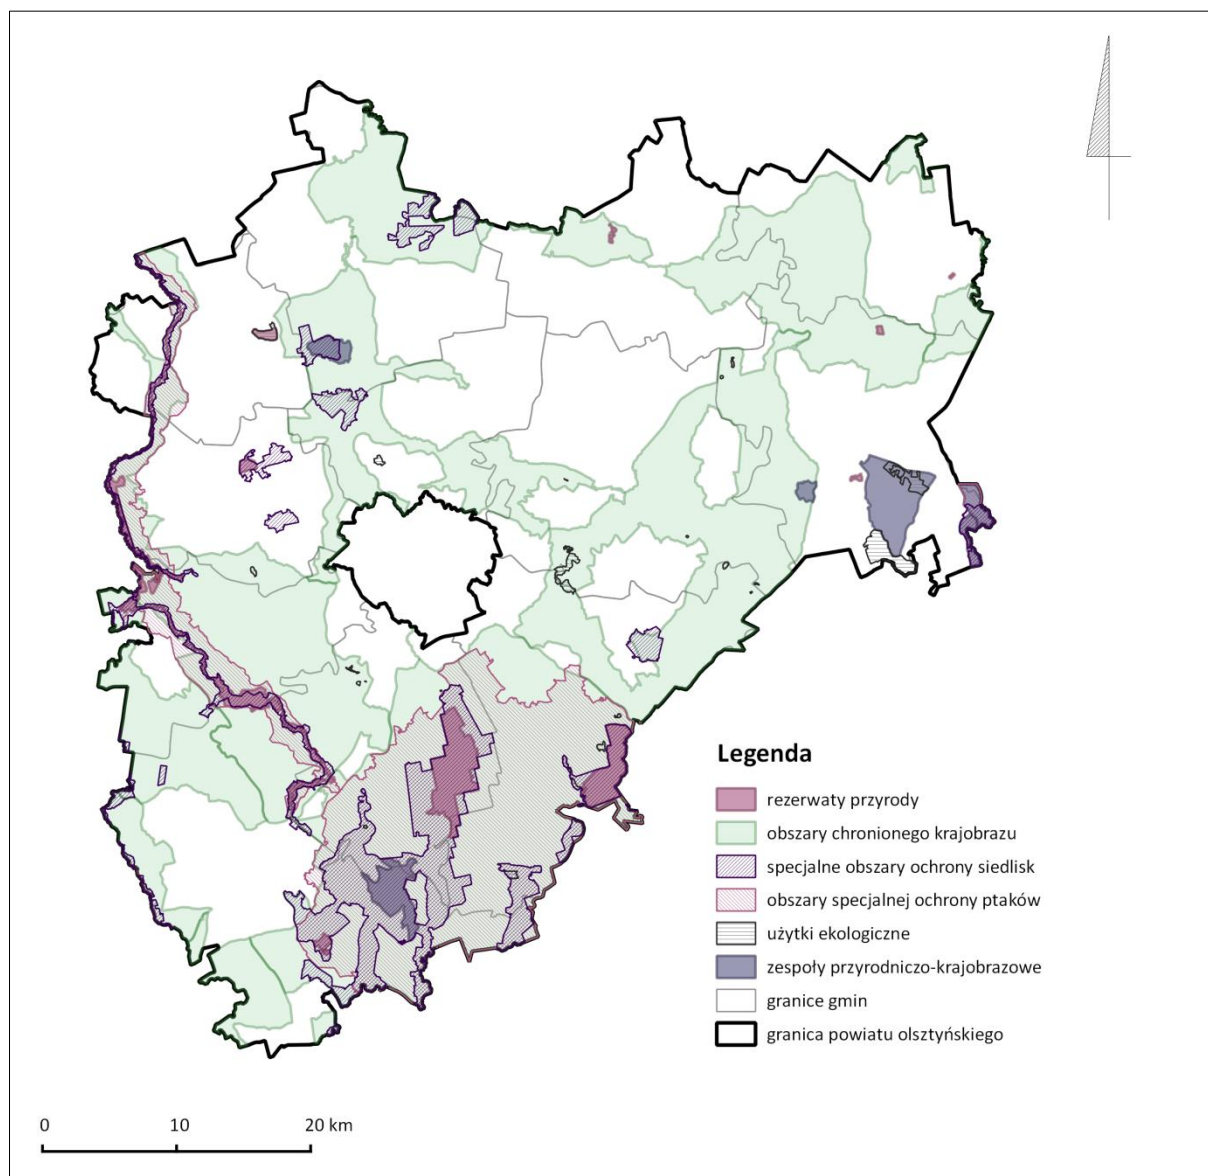 Legenda
rezerwaty przyrody
obszary chronionego krajobrazu
specjalne obszary ochrony siedlisk
obszary specjalnej ochrony ptaków
użytki ekologiczne
zespoły przyrodniczo-krajobrazowe
granice gmin
granica powiatu olsztyńskiego
0 10 20 km